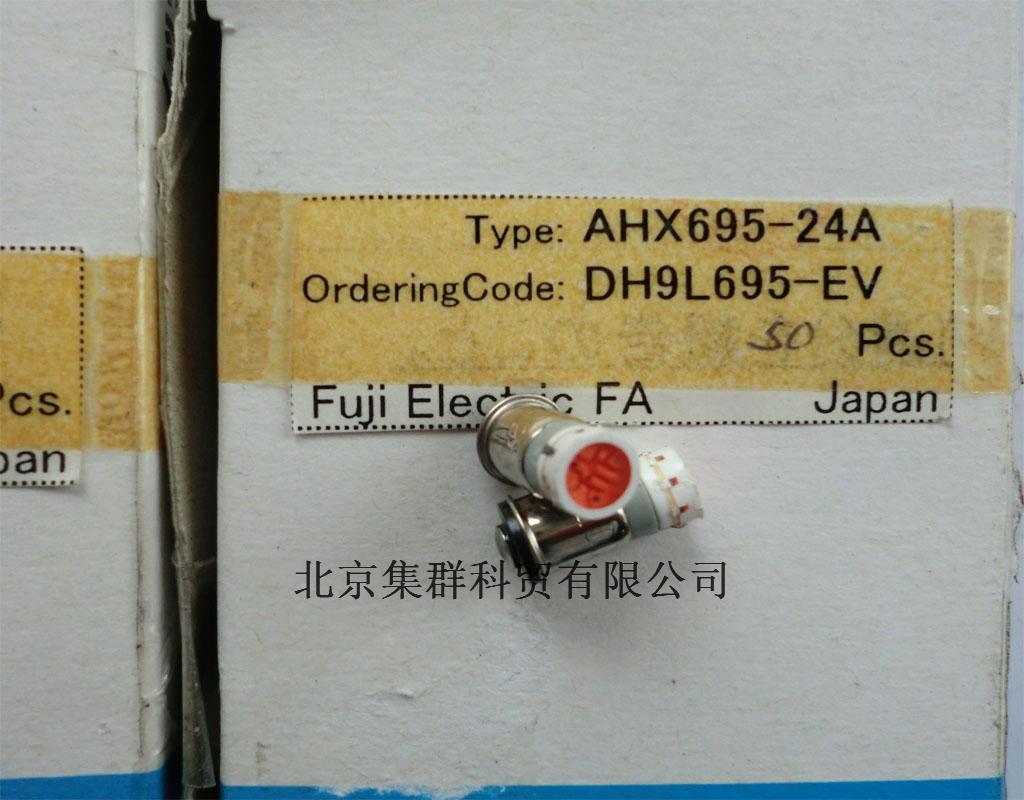 Type: AHX695-24A
OrderingCode: DH9L695-EV
50 Pcs.
Fuji Electric FA Japan
Pcs.
pan
北京集群科贸有限公司